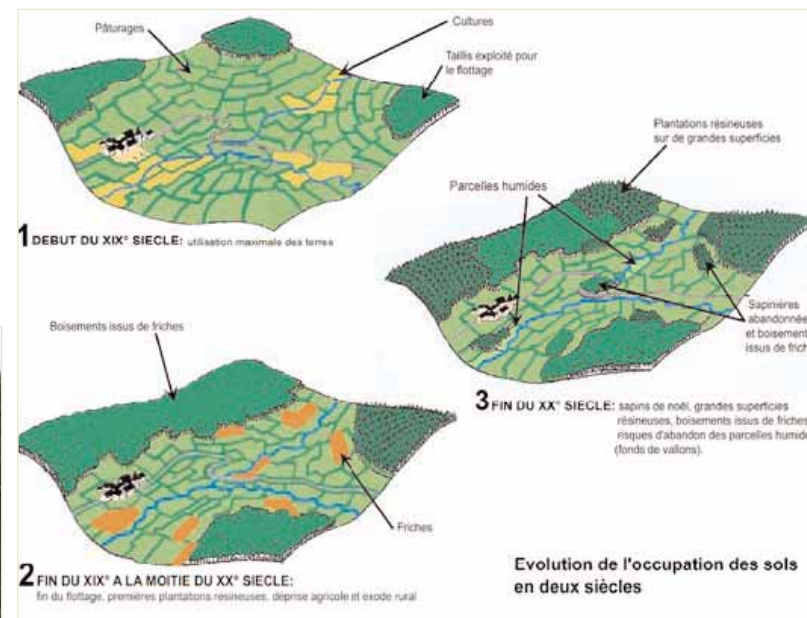 Pâturages
Cultures
Taillis exploité pour
le flottage
1 DEBUT DU XIX° SIECLE: utilisation maximale des terres
Plantations résineuses
sur de grandes superficies
Parcelles humides
Sapinières
abandonnée
et boisement
issus de frich
3 FIN DU XX° SIECLE: sapins de noël, grandes superficies
résineuses, boisements issus de friches
risques d'abandon des parcelles humid
(fonds de vallons).
Boisements issus de friches
Friches
2 FIN DU XIX° A LA MOITIE DU XX° SIECLE:
fin du flottage, premières plantations résineuses, déprise agricole et exode rural
Evolution de l'occupation des sols
en deux siècles